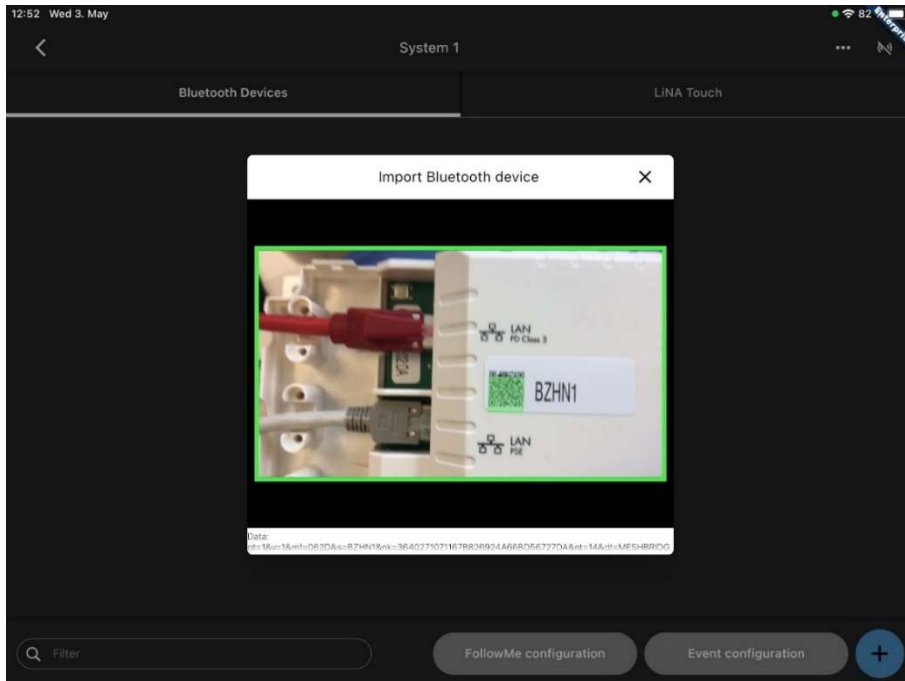 12:52 Wed 3. May
82
System 1
Bluetooth Devices
LiNA Touch
Import Bluetooth device
LAN
PD Class 3
BZHN1
LAN
PSE
Data:
Filter
FollowMe configuration
Event configuration